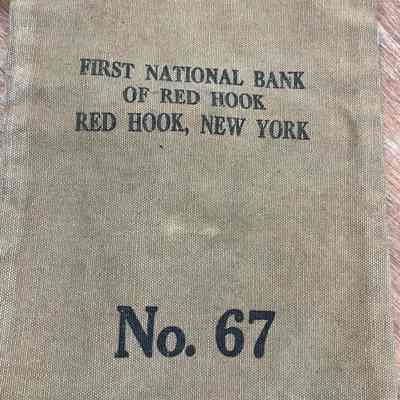 FIRST NATIONAL BANK
OF RED HOOK
RED HOOK, NEW YORK
No. 67